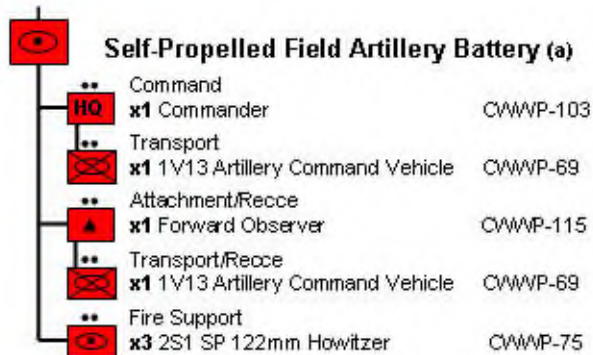 Self-Propelled Field Artillery Battery (a)
Command
HQ x1 Commander CWWP-103
Transport
x1 1V13 Artillery Command Vehicle CWWP-69
Attachment/Recce
x1 Forward Observer CWWP-115
Transport/Recce
x1 1V13 Artillery Command Vehicle CWWP-69
Fire Support
x3 2S1 SP 122mm Howitzer CWWP-75